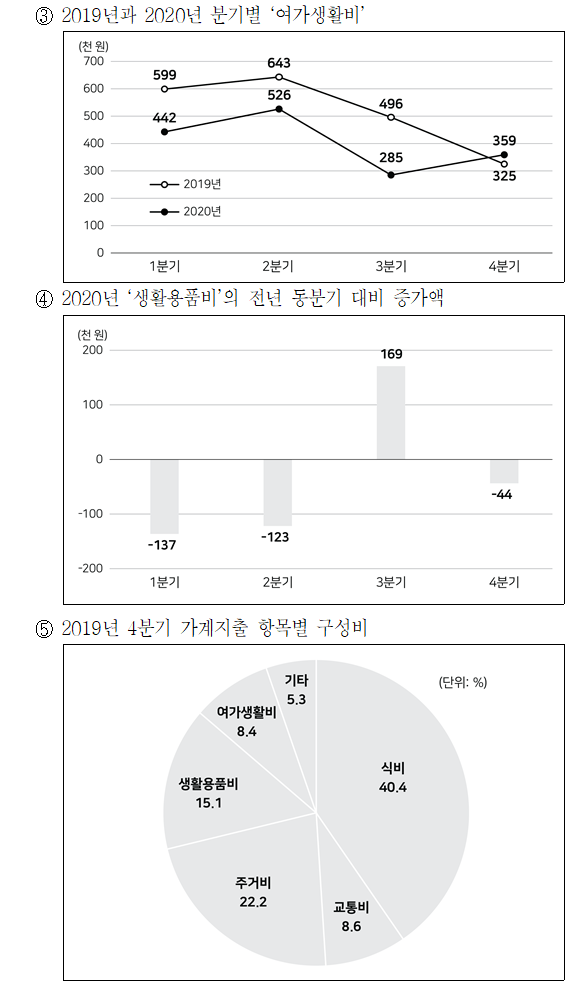 ③ 2019년과 2020년 분기별 ‘여가생활비’
(천 원)
700
600
500
400
300
200
100
0
599
643
496
325
442
526
285
359
2019년
2020년
1분기 2분기 3분기 4분기
④ 2020년 ‘생활용품비’의 전년 동분기 대비 증가액
(천 원)
200
100
0
-100
-200
-137
-123
169
-44
1분기 2분기 3분기 4분기
⑤ 2019년 4분기 가계지출 항목별 구성비
(단위: %)
기타
5.3
여가생활비
8.4
식비
40.4
생활용품비
15.1
주거비
22.2
교통비
8.6